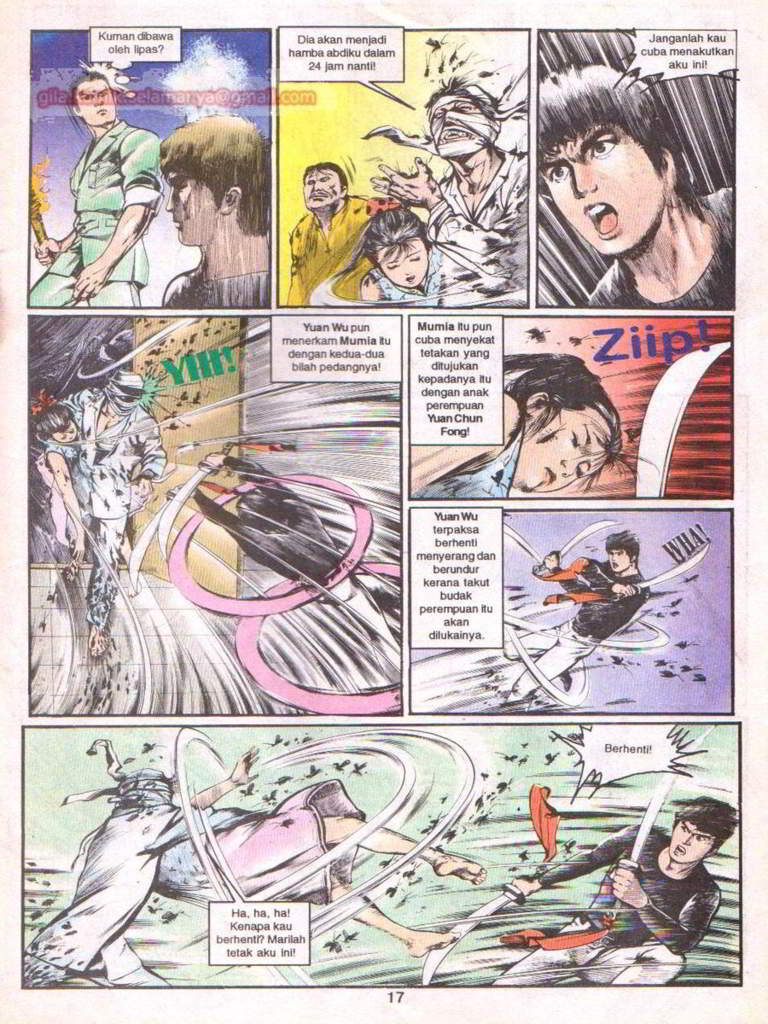 Kuman dibawa
oleh lipas?
Dia akan menjadi
hamba abdiku dalam
24 jam nanti!
Janganlah kau
cuba menakutkan
aku ini!
YHI!
Yuan Wu pun
menerkam Mumia itu
dengan kedua-dua
bilah pedangnya!
Mumia itu pun
cuba menyekat
tetakan yang
ditujukan
kepadanya itu
dengan anak
perempuan
Yuan Chun
Fong!
Ziip!
Yuan Wu
terpaksa
berhenti
menyerang dan
berundur
kerana takut
budak
perempuan itu
akan
dilukainya.
WHA!
Berhenti!
Ha, ha, ha!
Kenapa kau
berhenti? Marilah
tetak aku ini!
17